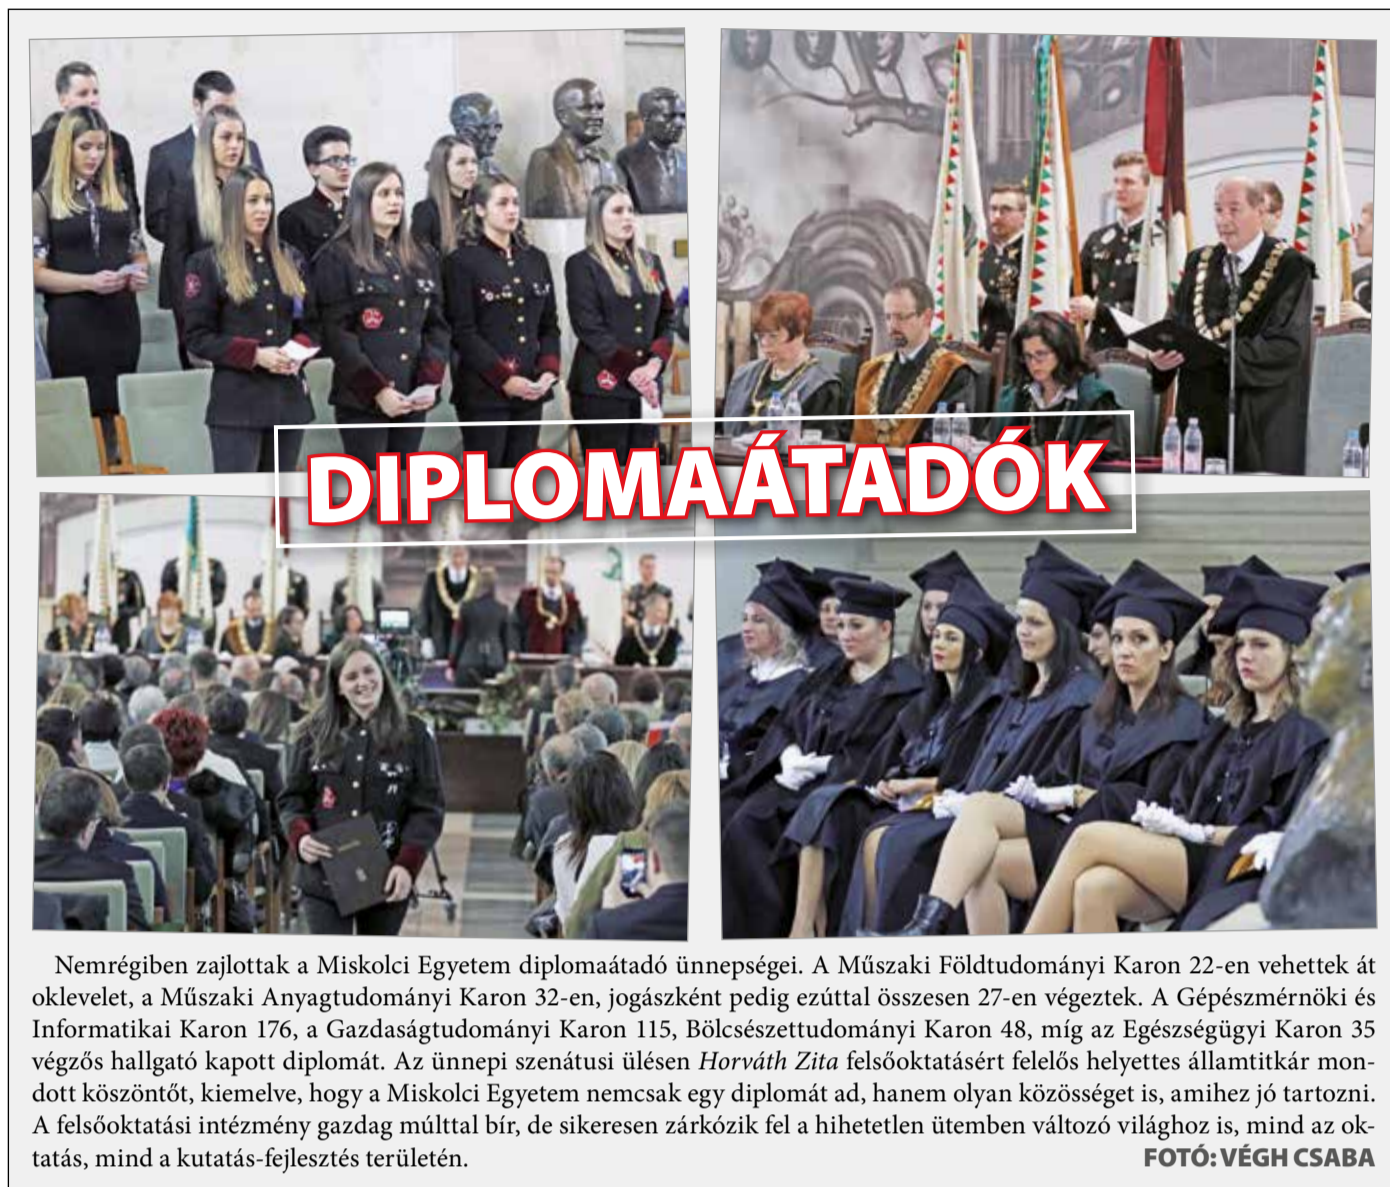 DIPLOMAÁTADÓK
Nemrégiben zajlottak a Miskolci Egyetem diplomaátadó ünnepségei. A Műszaki Földtudományi Karon 22-en vehettek át
oklevelet, a Műszaki Anyagtudományi Karon 32-en, jogászként pedig ezúttal összesen 27-en végeztek. A Gépészmérnöki és
Informatikai Karon 176, a Gazdaságtudományi Karon 115, Bölcsészettudományi Karon 48, míg az Egészségügyi Karon 35
végzős hallgató kapott diplomát. Az ünnepi szenátusi ülésen Horváth Zita felsőoktatásért felelős helyettes államtitkár mon-
dott köszöntőt, kiemelve, hogy a Miskolci Egyetem nemcsak egy diplomát ad, hanem olyan közösséget is, amihez jó tartozni.
A felsőoktatási intézmény gazdag múlttal bír, de sikeresen zárkózik fel a hihetetlen ütemben változó világhoz is, mind az ok-
tatás, mind a kutatás-fejlesztés területén.
FOTÓ: VÉGH CSABA